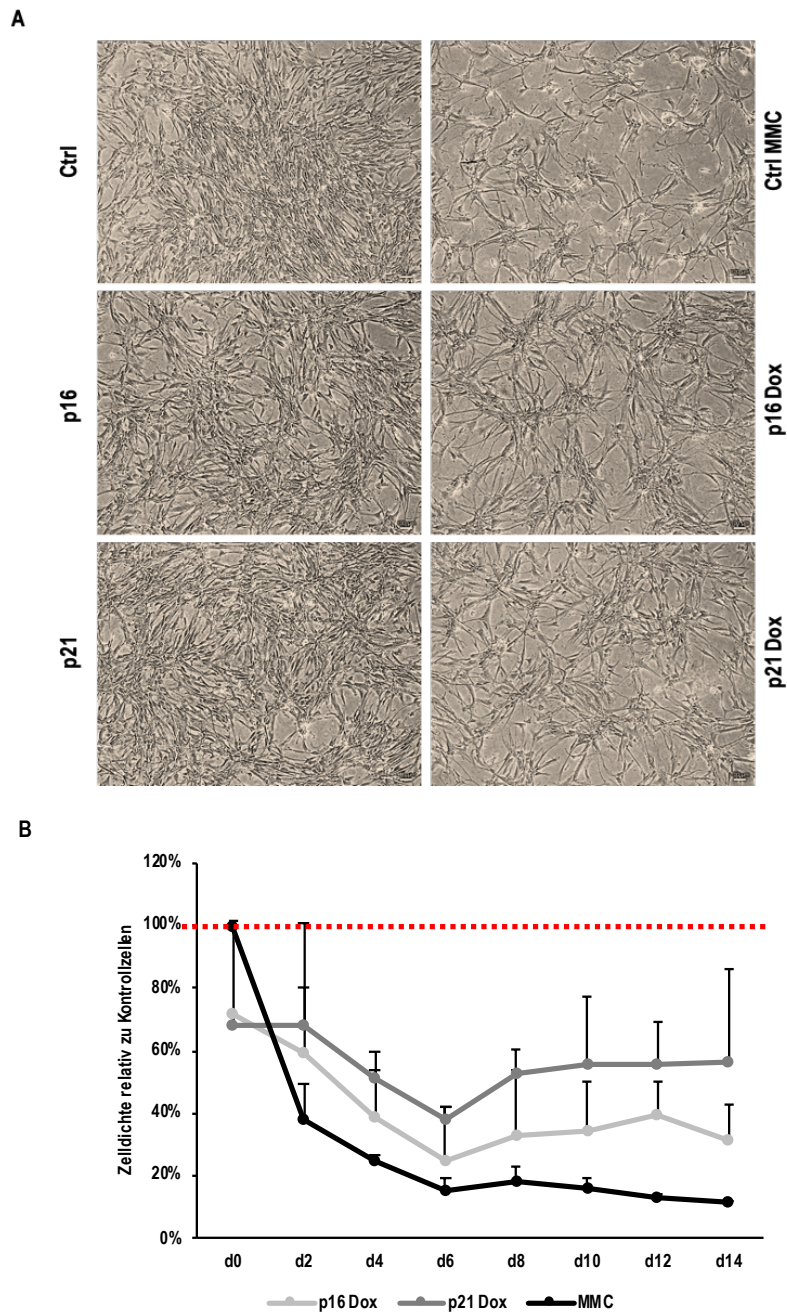 A
Ctrl
Ctrl MMC
p16
p16 Dox
p21
p21 Dox
B
Zelldichte relativ zu Kontrollzellen
120%
100%
80%
60%
40%
20%
0%
d0 d2 d4 d6 d8 d10 d12 d14
p16 Dox p21 Dox MMC